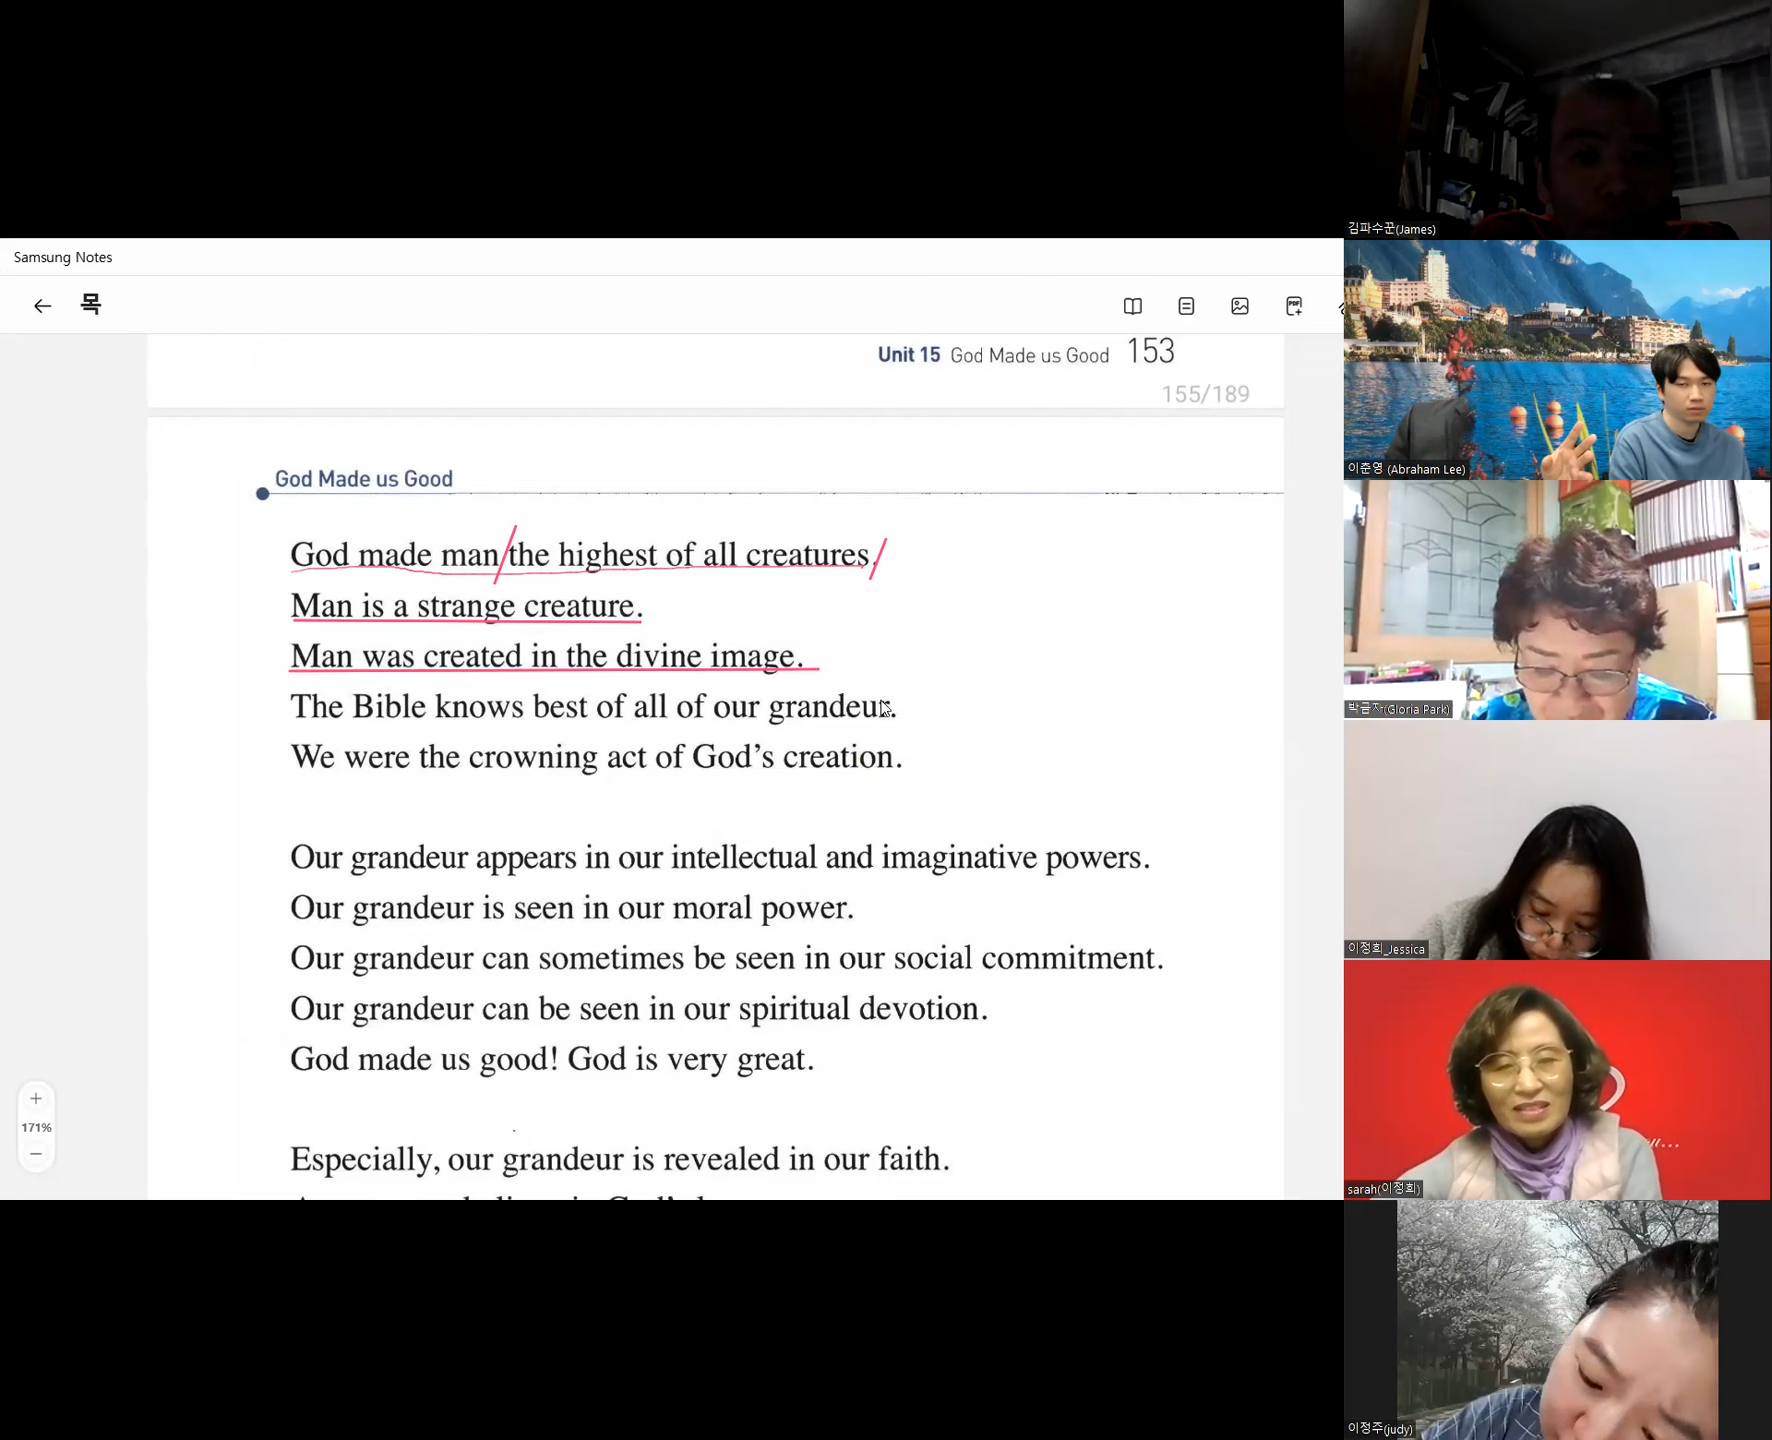 Samsung Notes
목
Unit 15 God Made us Good 153
155/189
God Made us Good
God made man the highest of all creatures.
Man is a strange creature.
Man was created in the divine image.
The Bible knows best of all of our grandeur.
We were the crowning act of God's creation.
Our grandeur appears in our intellectual and imaginative powers.
Our grandeur is seen in our moral power.
Our grandeur can sometimes be seen in our social commitment.
Our grandeur can be seen in our spiritual devotion.
God made us good! God is very great.
Especially, our grandeur is revealed in our faith.
171%
김파수꾼(James)
이춘영 (Abraham Lee)
박금자(Gloria Park)
이정희_Jessica
sarah(이정희)
이정주(judy)